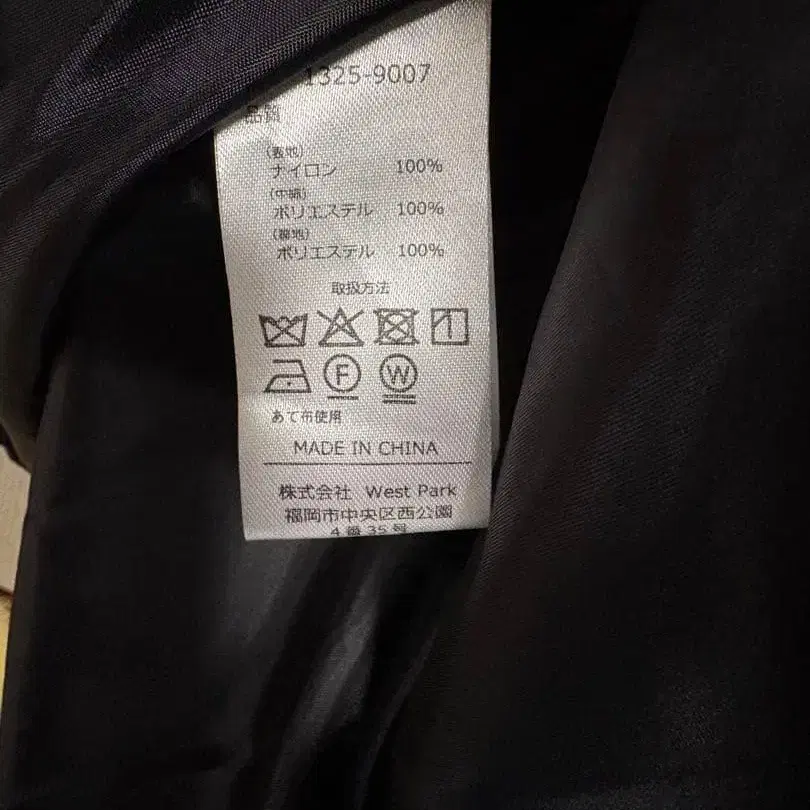 1325-9007
品質
(表地)
ナイロン 100%
(中綿)
ポリエステル 100%
(裏地)
ポリエステル 100%
取扱方法
F W
あて布使用
MADE IN CHINA
株式会社 West Park
福岡市中央区西公園
4番35号